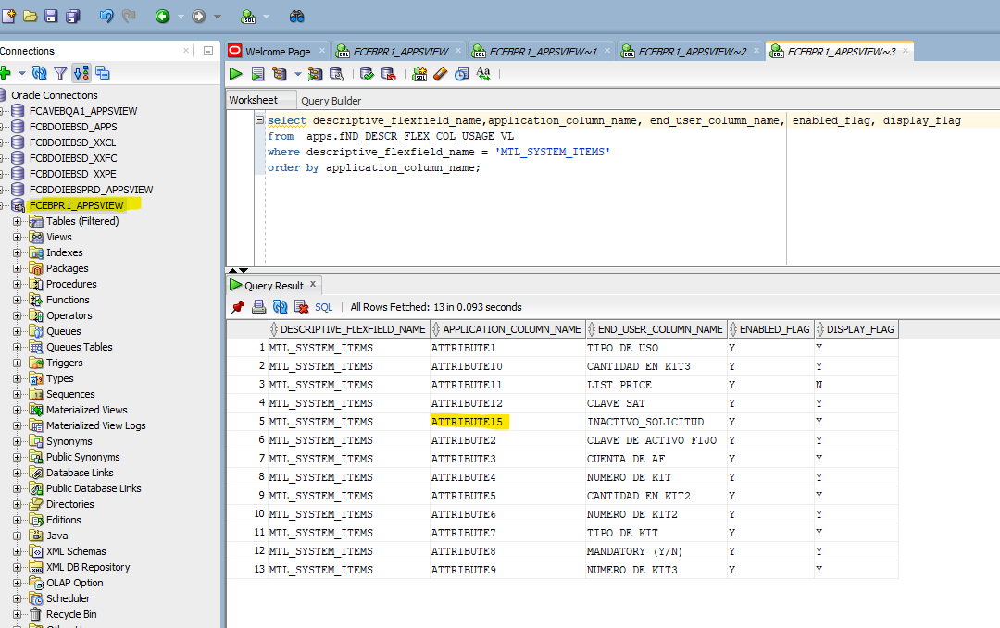 Welcome Page
FCEBPR1_APPSVIEW
FCEBPR1_APPSVIEW~1
FCEBPR1_APPSVIEW~2
FCEBPR1_APPSVIEW~3
Connections
Oracle Connections
FCAVEBQA1_APPSVIEW
FCBDOIEBSD_APPS
FCBDOIEBSD_XXCL
FCBDOIEBSD_XXFC
FCBDOIEBSD_XXPE
FCBDOIEBSPRD_APPSVIEW
FCEBPR1_APPSVIEW
Tables (Filtered)
Views
Indexes
Packages
Procedures
Functions
Operators
Queues
Queues Tables
Triggers
Types
Sequences
Materialized Views
Materialized View Logs
Synonyms
Public Synonyms
Database Links
Public Database Links
Directories
Editions
Java
XML Schemas
XML DB Repository
OLAP Option
Scheduler
Recycle Bin
Worksheet Query Builder
select descriptive_flexfield_name,application_column_name, end_user_column_name, enabled_flag, display_flag
from apps.fND_DESCR_FLEX_COL_USAGE_VL
where descriptive_flexfield_name = 'MTL_SYSTEM_ITEMS'
order by application_column_name;
Query Result
SQL | All Rows Fetched: 13 in 0.093 seconds
DESCRIPTIVE_FLEXFIELD_NAME APPLICATION_COLUMN_NAME END_USER_COLUMN_NAME ENABLED_FLAG DISPLAY_FLAG
1 MTL_SYSTEM_ITEMS ATTRIBUTE1 TIPO DE USO Y Y
2 MTL_SYSTEM_ITEMS ATTRIBUTE10 CANTIDAD EN KIT3 Y Y
3 MTL_SYSTEM_ITEMS ATTRIBUTE11 LIST PRICE Y N
4 MTL_SYSTEM_ITEMS ATTRIBUTE12 CLAVE SAT Y Y
5 MTL_SYSTEM_ITEMS ATTRIBUTE15 INACTIVO_SOLICITUD Y Y
6 MTL_SYSTEM_ITEMS ATTRIBUTE2 CLAVE DE ACTIVO FIJO Y Y
7 MTL_SYSTEM_ITEMS ATTRIBUTE3 CUENTA DE AF Y Y
8 MTL_SYSTEM_ITEMS ATTRIBUTE4 NUMERO DE KIT Y Y
9 MTL_SYSTEM_ITEMS ATTRIBUTE5 CANTIDAD EN KIT2 Y Y
10 MTL_SYSTEM_ITEMS ATTRIBUTE6 NUMERO DE KIT2 Y Y
11 MTL_SYSTEM_ITEMS ATTRIBUTE7 TIPO DE KIT Y Y
12 MTL_SYSTEM_ITEMS ATTRIBUTE8 MANDATORY (Y/N) Y Y
13 MTL_SYSTEM_ITEMS ATTRIBUTE9 NUMERO DE KIT3 Y Y